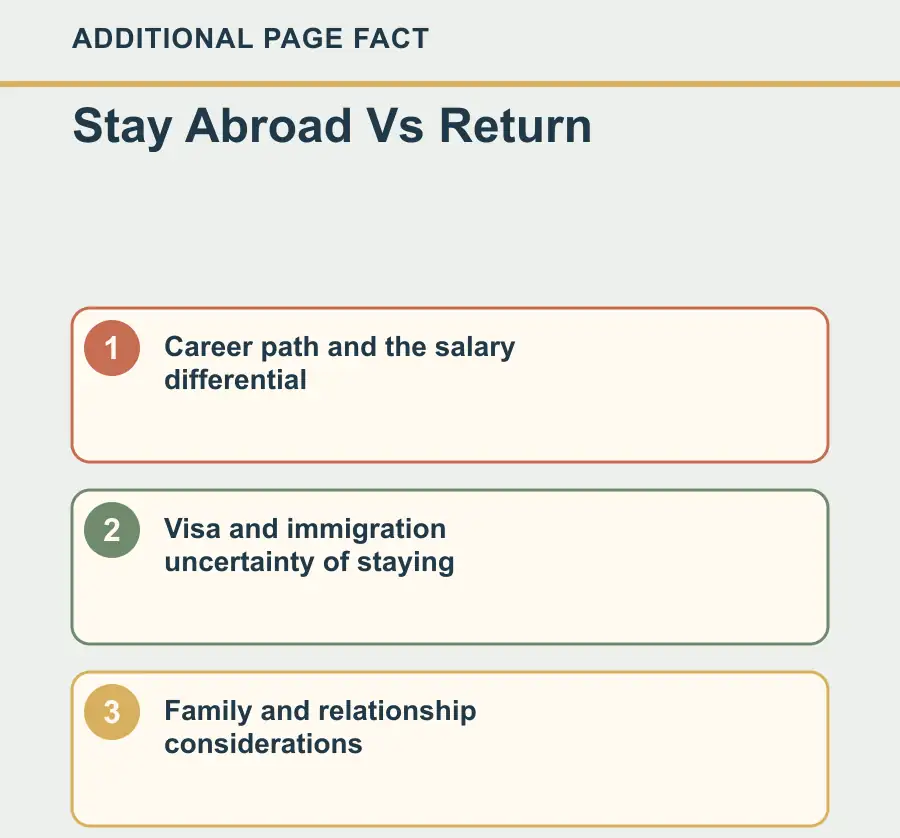 ADDITIONAL PAGE FACT
Stay Abroad Vs Return
1
Career path and the salary
differential
2
Visa and immigration
uncertainty of staying
3
Family and relationship
considerations